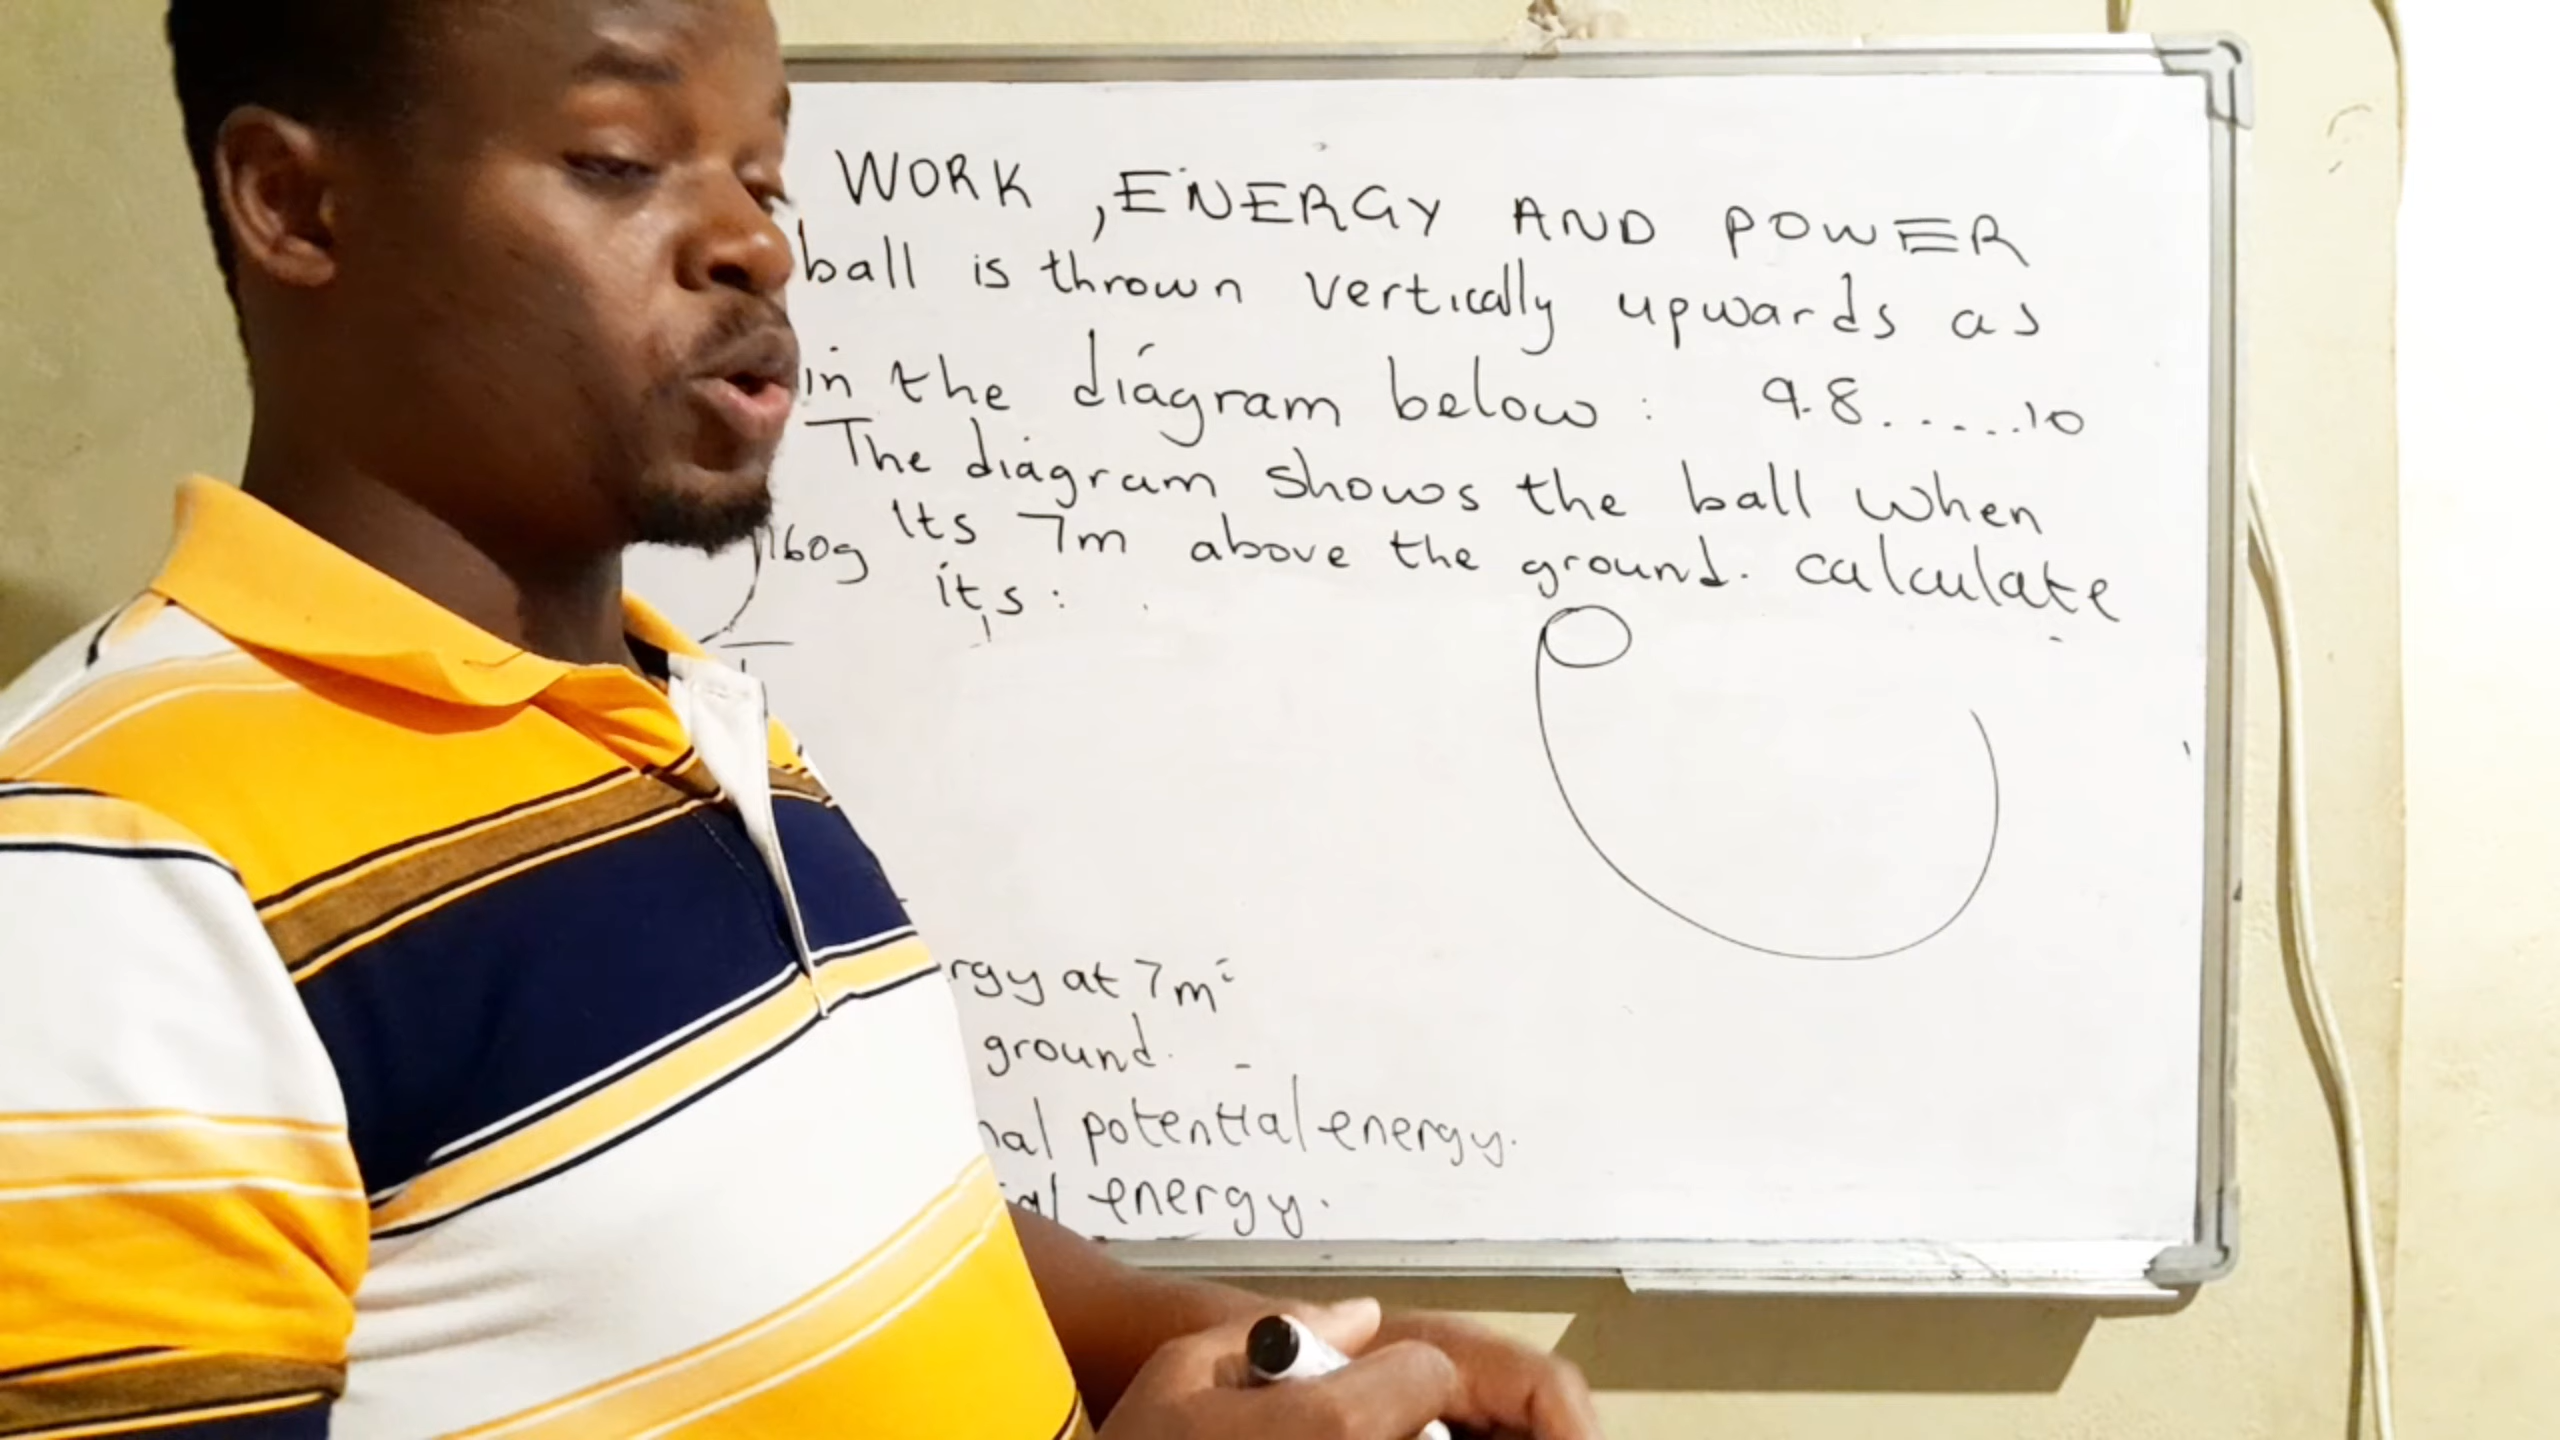 WORK , ENERGY AND POWER
ball is thrown vertically upwards as
in the diagram below : 9.8......10
The diagram shows the ball when
160g its 7m above the ground. calculate
its :
rgy at 7m
ground.
nal potential energy.
ial energy.